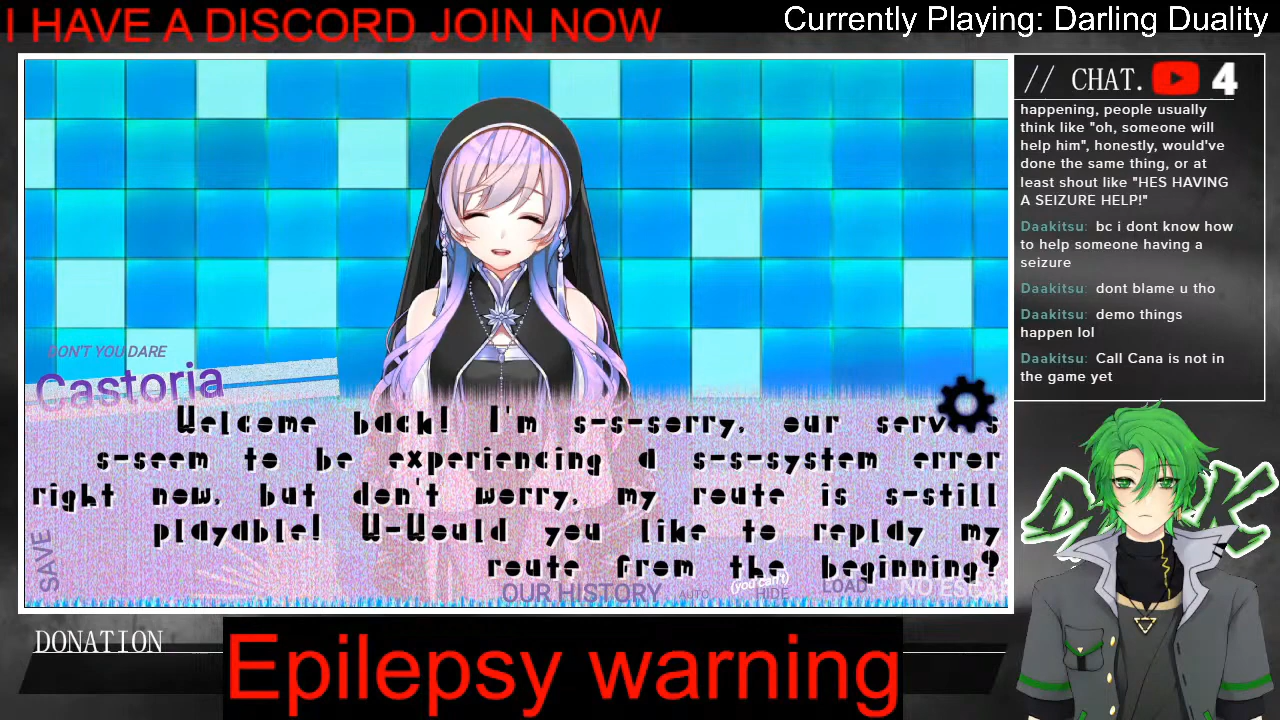 I HAVE A DISCORD JOIN NOW
Currently Playing: Darling Duality
// CHAT. 4
happening, people usually
think like "oh, someone will
help him", honestly, would've
done the same thing, or at
least shout like "HES HAVING
A SEIZURE HELP!"
Daakitsu: bc i dont know how
to help someone having a
seizure
Daakitsu: dont blame u tho
Daakitsu: demo things
happen lol
Daakitsu: Call Cana is not in
the game yet
DON'T YOU DARE
Castoria
Welcome back! I'm s-s-sorry, our servers
s-seem to be experiencing a s-s-system error
right now, but don't worry, my route is s-still
playable! W-Would you like to replay my
route from the beginning?
SAVE
OUR HISTORY AUTO (you can't) HIDE LOAD NO ESCA
DONATION
Epilepsy warning